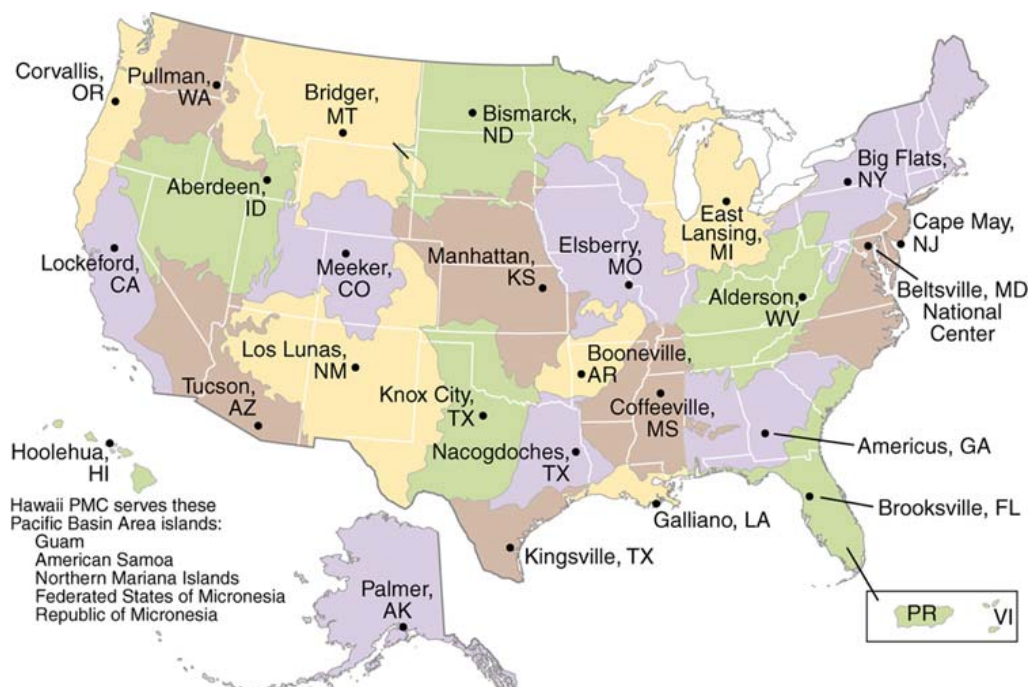 Corvallis,
OR
Pullman,
WA
Bridger,
MT
Bismarck,
ND
Big Flats,
NY
Aberdeen,
ID
East
Lansing,
MI
Cape May,
NJ
Lockeford,
CA
Meeker,
CO
Manhattan,
KS
Elsberry,
MO
Alderson,
WV
Beltsville, MD
National
Center
Los Lunas,
NM
Booneville,
AR
Tucson,
AZ
Knox City,
TX
Coffeeville,
MS
Hoolehua,
HI
Nacogdoches,
TX
Americus, GA
Brooksville, FL
Galliano, LA
Kingsville, TX
Hawaii PMC serves these
Pacific Basin Area islands:
Guam
American Samoa
Northern Mariana Islands
Federated States of Micronesia
Republic of Micronesia
Palmer,
AK
PR
VI